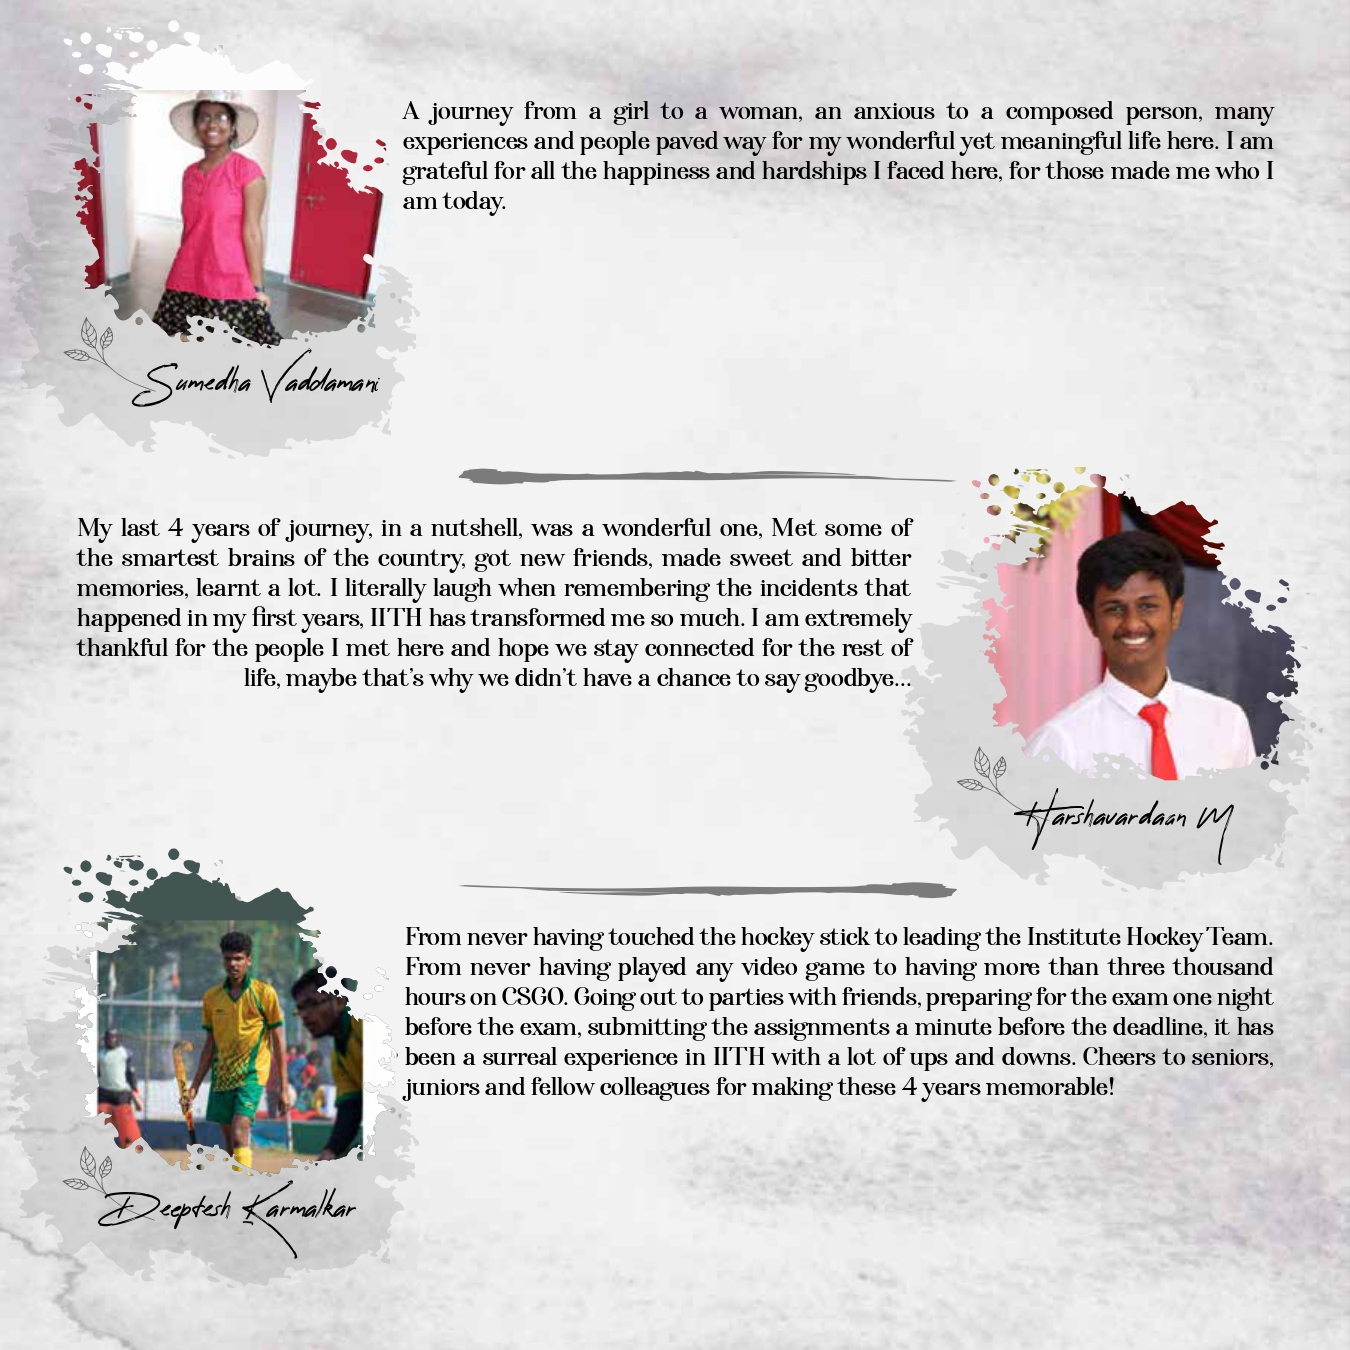 A journey from a girl to a woman, an anxious to a composed person, many
experiences and people paved way for my wonderful yet meaningful life here. I am
grateful for all the happiness and hardships I faced here, for those made me who I
am today.
Sumedha Vaddamani
My last 4 years of journey, in a nutshell, was a wonderful one, Met some of
the smartest brains of the country, got new friends, made sweet and bitter
memories, learnt a lot. I literally laugh when remembering the incidents that
happened in my first years, IITH has transformed me so much. I am extremely
thankful for the people I met here and hope we stay connected for the rest of
life, maybe that’s why we didn’t have a chance to say goodbye...
Harshavardaan M
From never having touched the hockey stick to leading the Institute Hockey Team.
From never having played any video game to having more than three thousand
hours on CSGO. Going out to parties with friends, preparing for the exam one night
before the exam, submitting the assignments a minute before the deadline, it has
been a surreal experience in IITH with a lot of ups and downs. Cheers to seniors,
juniors and fellow colleagues for making these 4 years memorable!
Deeptesh Karmalkar